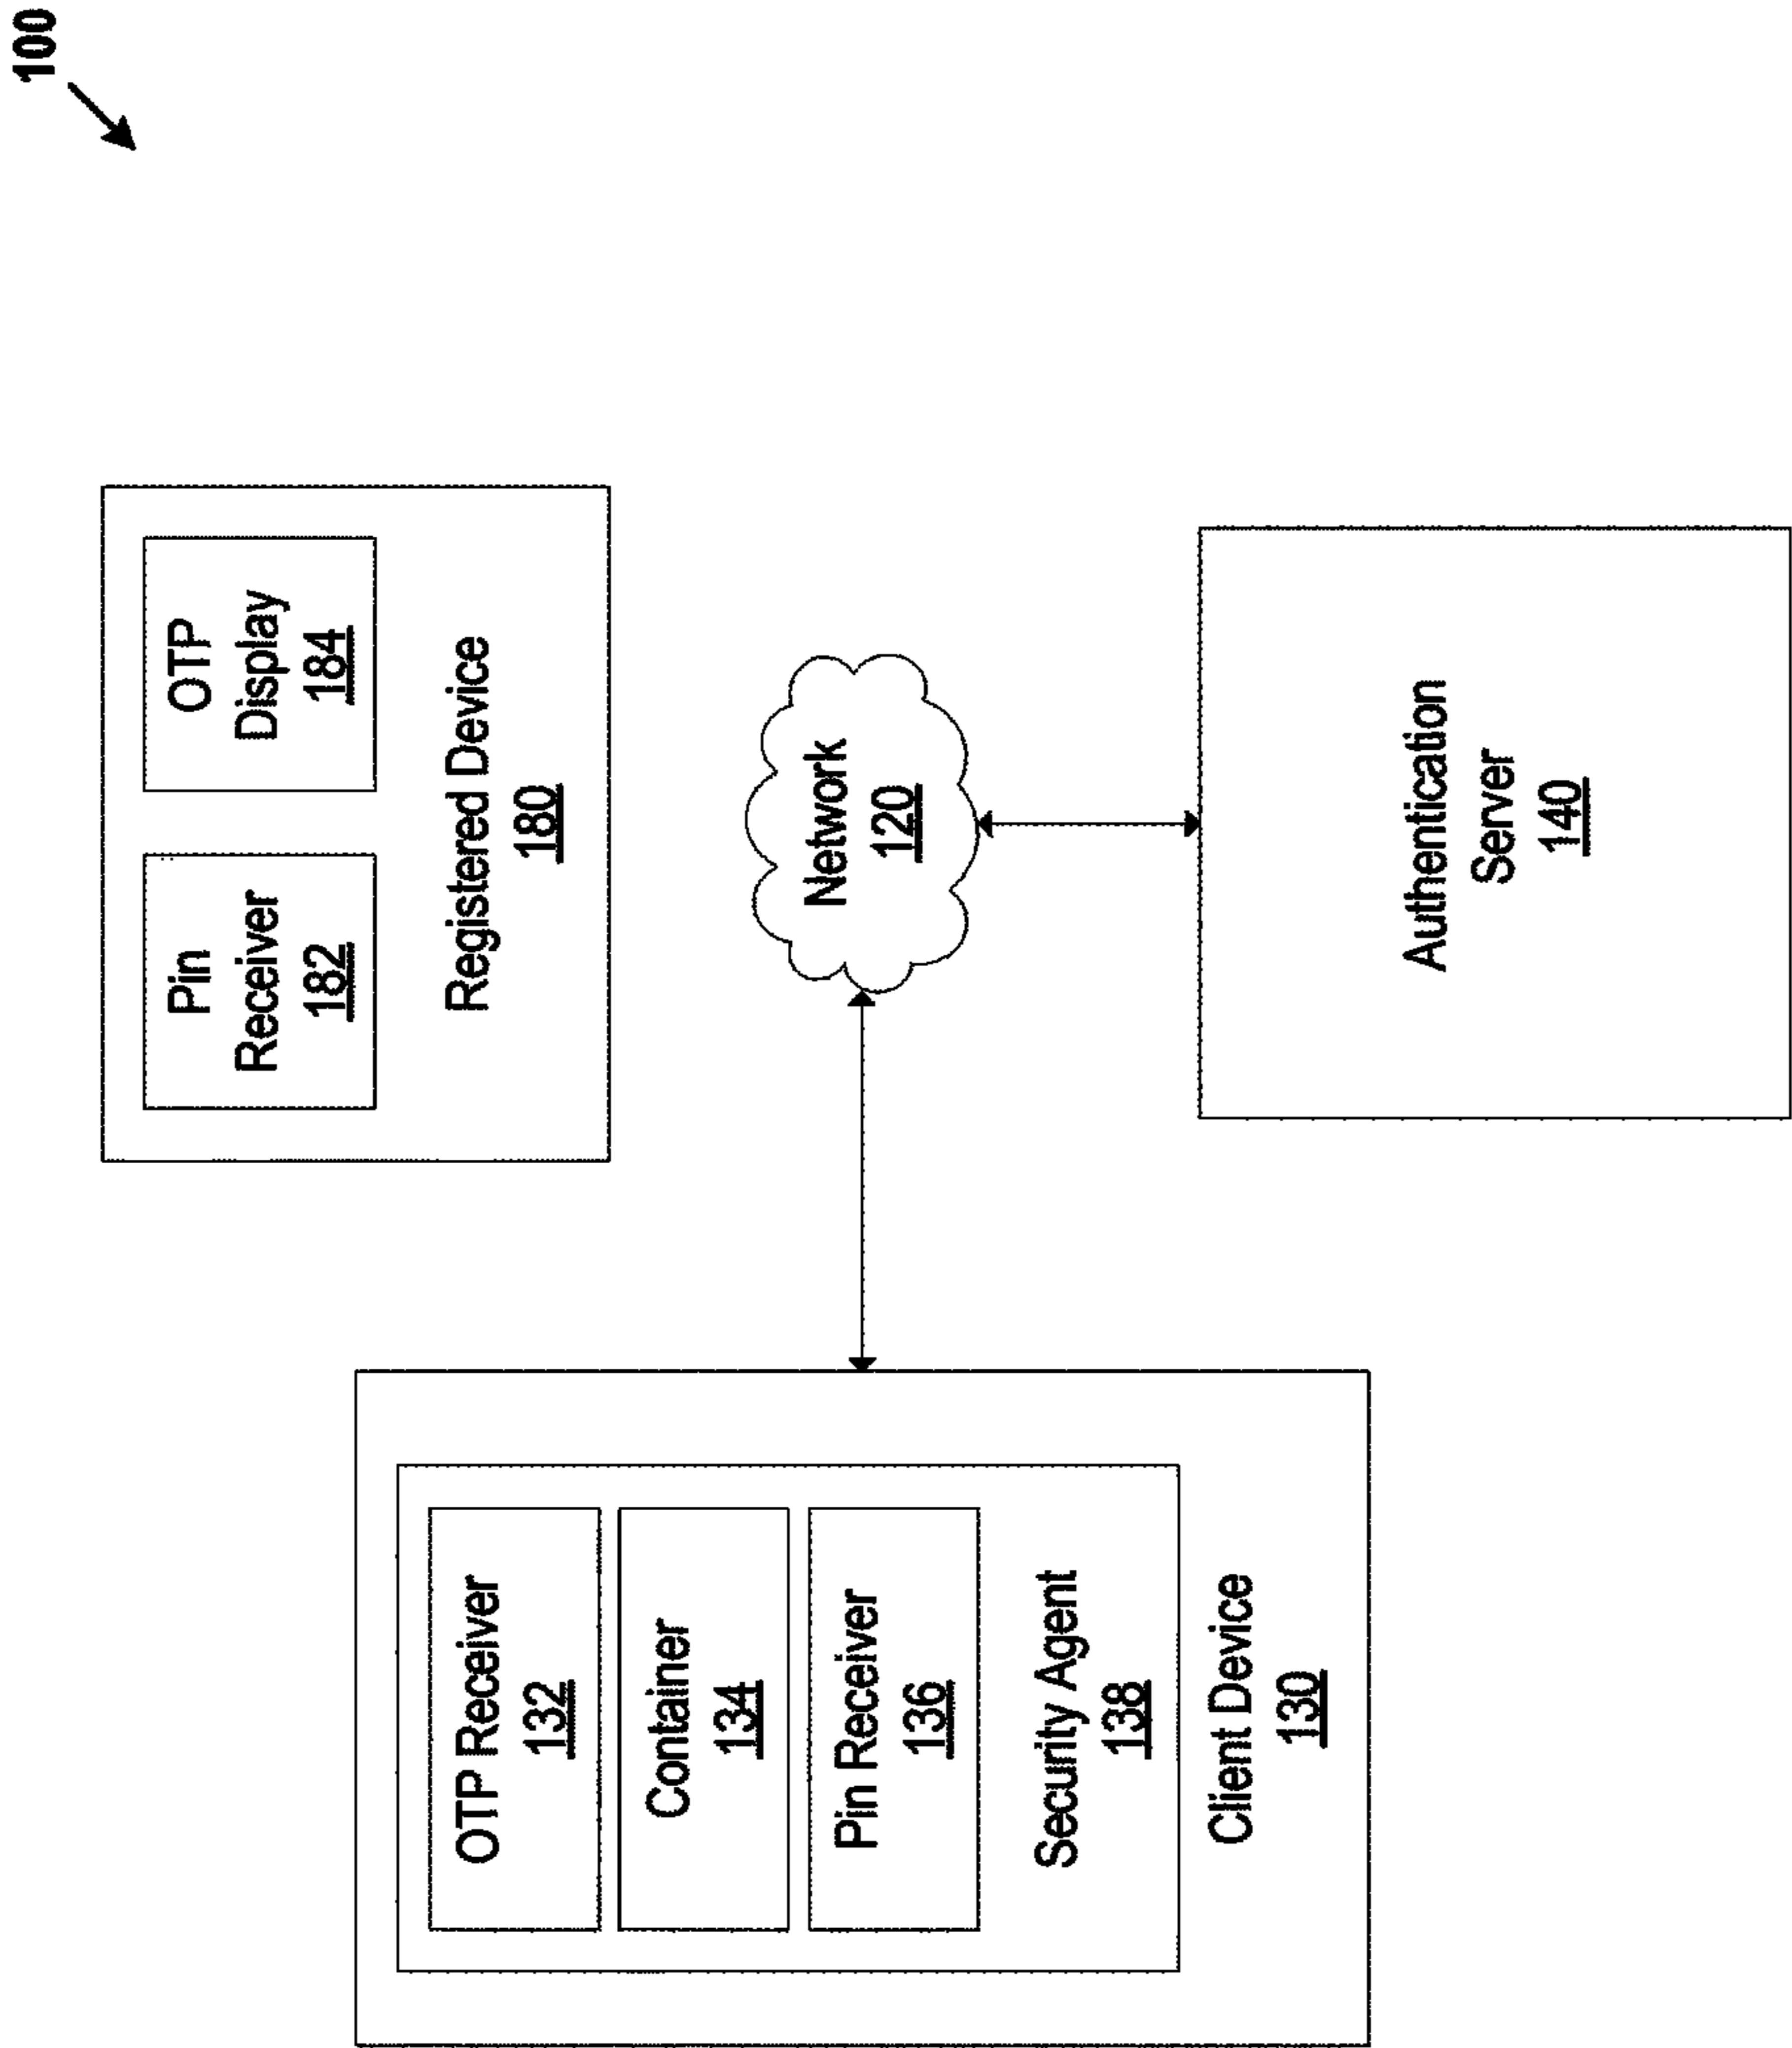 100
OTP Receiver
132
Container
134
Pin Receiver
136
Security Agent
138
Client Device
130
Pin
Receiver
182
OTP
Display
184
Registered Device
180
Network
120
Authentication
Server
140